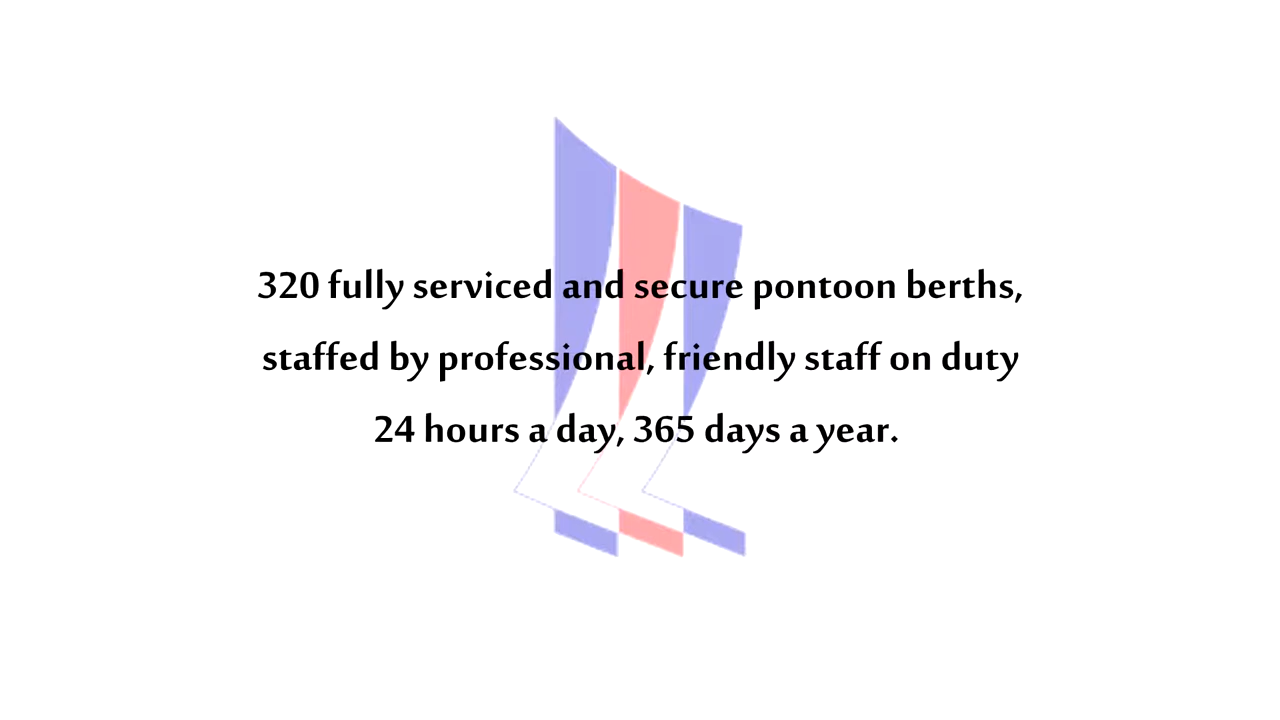 320 fully serviced and secure pontoon berths,
staffed by professional, friendly staff on duty
24 hours a day, 365 days a year.